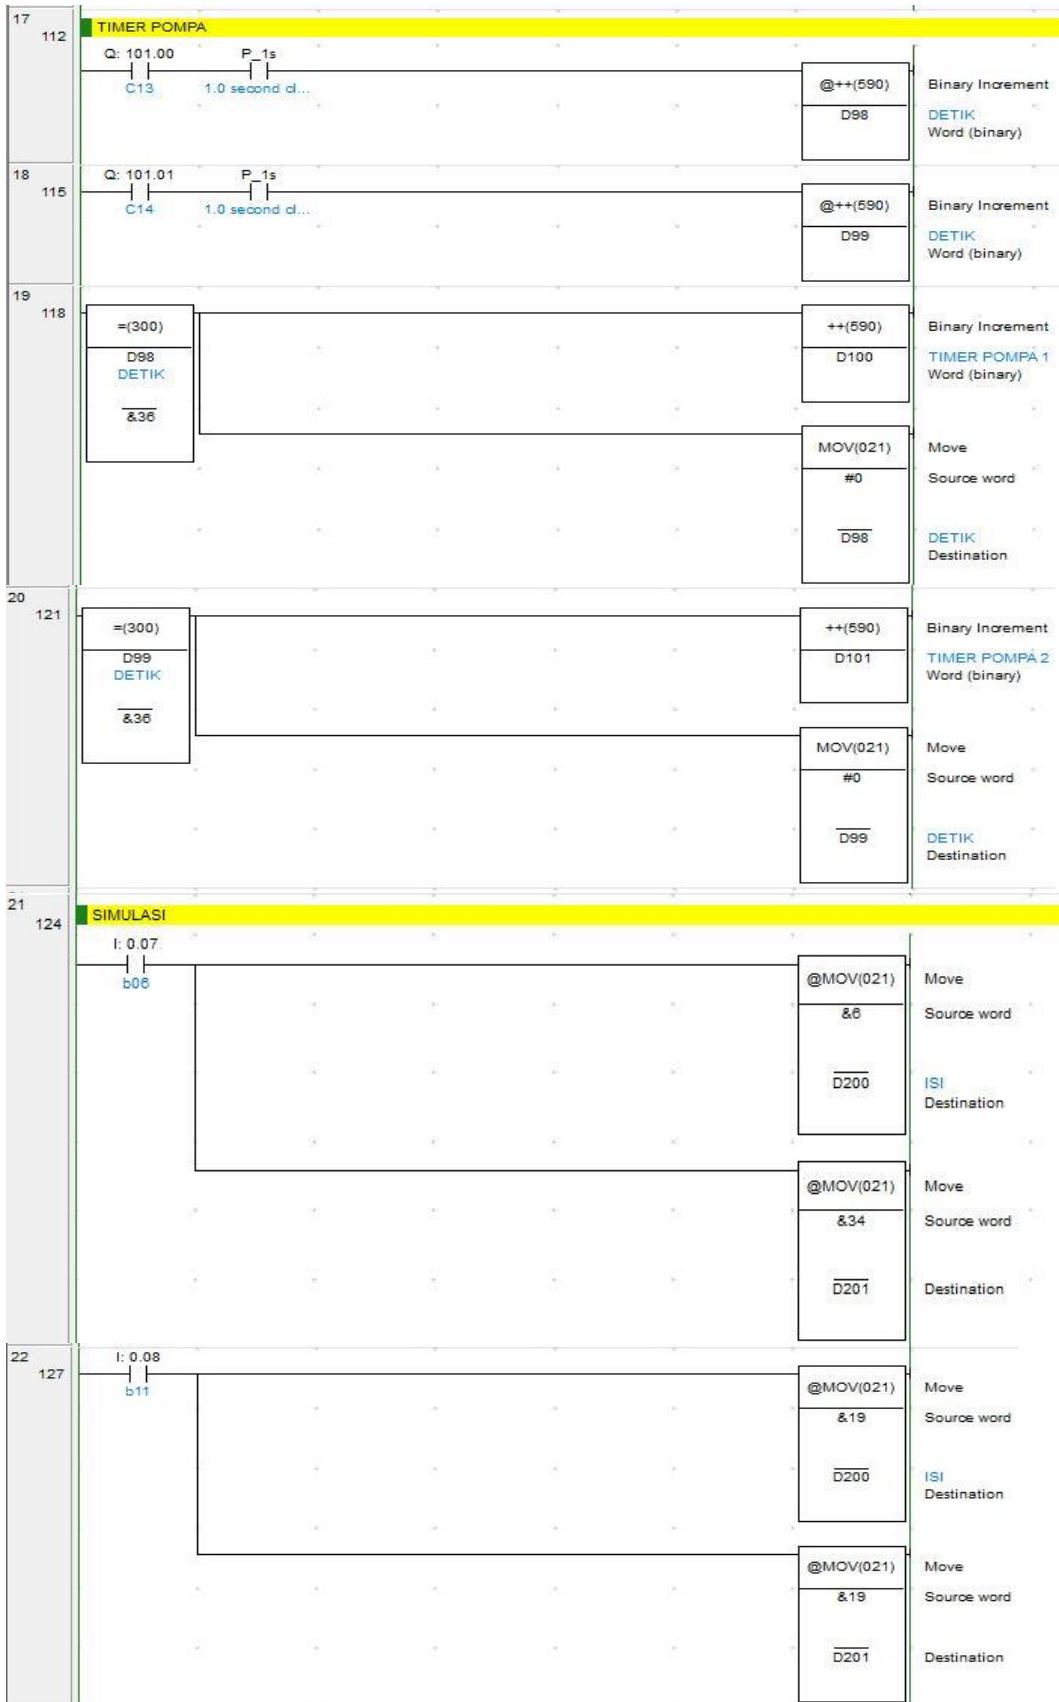 17
112
TIMER POMPA
Q: 101.00 P_1s
C13 1.0 second cl...
@++(590) Binary Increment
D98 DETIK
Word (binary)
18
115
Q: 101.01 P_1s
C14 1.0 second cl...
@++(590) Binary Increment
D99 DETIK
Word (binary)
19
118
=(300)
D98
DETIK
&36
++(590) Binary Increment
D100 TIMER POMPA 1
Word (binary)
MOV(021) Move
#0 Source word
D98 DETIK
Destination
20
121
=(300)
D99
DETIK
&36
++(590) Binary Increment
D101 TIMER POMPA 2
Word (binary)
MOV(021) Move
#0 Source word
D99 DETIK
Destination
21
124
SIMULASI
I: 0.07
b06
@MOV(021) Move
&6 Source word
D200 ISI
Destination
@MOV(021) Move
&34 Source word
D201 Destination
22
127
I: 0.08
b11
@MOV(021) Move
&19 Source word
D200 ISI
Destination
@MOV(021) Move
&19 Source word
D201 Destination